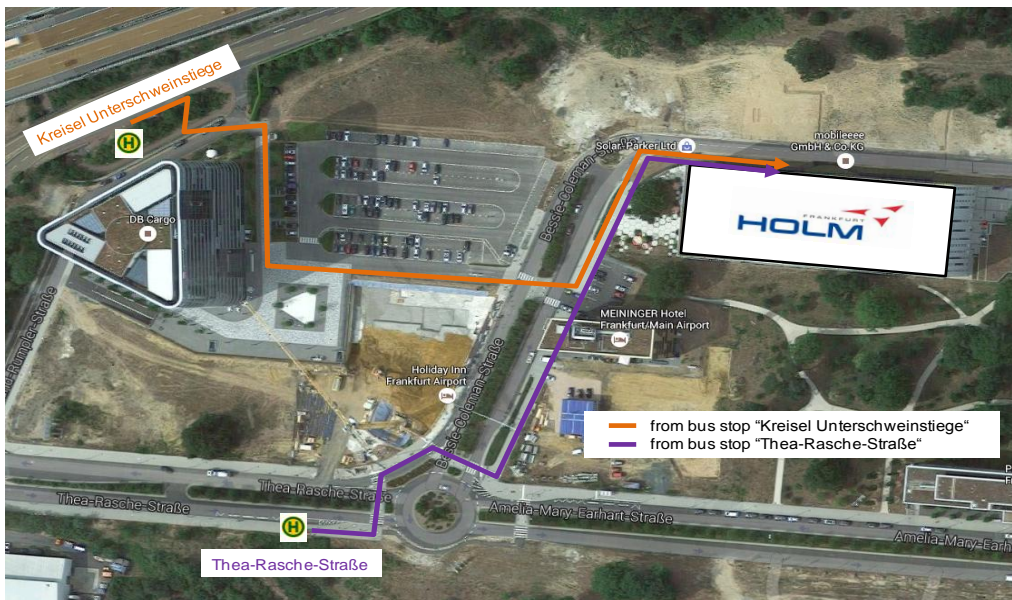 Kreisel Unterschweinstiege
H
mobileeee
GmbH & Co.KG
Solar-Parker Ltd
Bessie-Coleman-Straße
DB Cargo
FRANKFURT
HOLM
MEININGER Hotel
Frankfurt/Main Airport
Rumpler-Straße
Holiday Inn
Frankfurt Airport
Bessie-Coleman-Straße
from bus stop “Kreisel Unterschweinstiege“
from bus stop “Thea-Rasche-Straße“
Thea-Rasche-Straße
Thea-Rasche-Straße
Amelia-Mary-Earhart-Straße
H
Amelia-Mary-Earh
Thea-Rasche-Straße